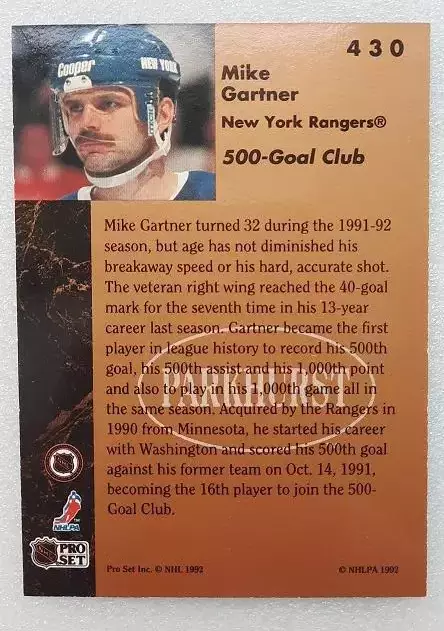 430
Cooper
NEW YORK
Mike
Gartner
New York Rangers®
500-Goal Club
Mike Gartner turned 32 during the 1991-92
season, but age has not diminished his
breakaway speed or his hard, accurate shot.
The veteran right wing reached the 40-goal
mark for the seventh time in his 13-year
career last season. Gartner became the first
player in league history to record his 500th
goal, his 500th assist and his 1,000th point
and also to play in his 1,000th game all in
the same season. Acquired by the Rangers in
1990 from Minnesota, he started his career
with Washington and scored his 500th goal
against his former team on Oct. 14, 1991,
becoming the 16th player to join the 500-
Goal Club.
PARKHURST
NHL
NHLPA
NHL
PRO
SET
Pro Set Inc. © NHL 1992
© NHLPA 1992